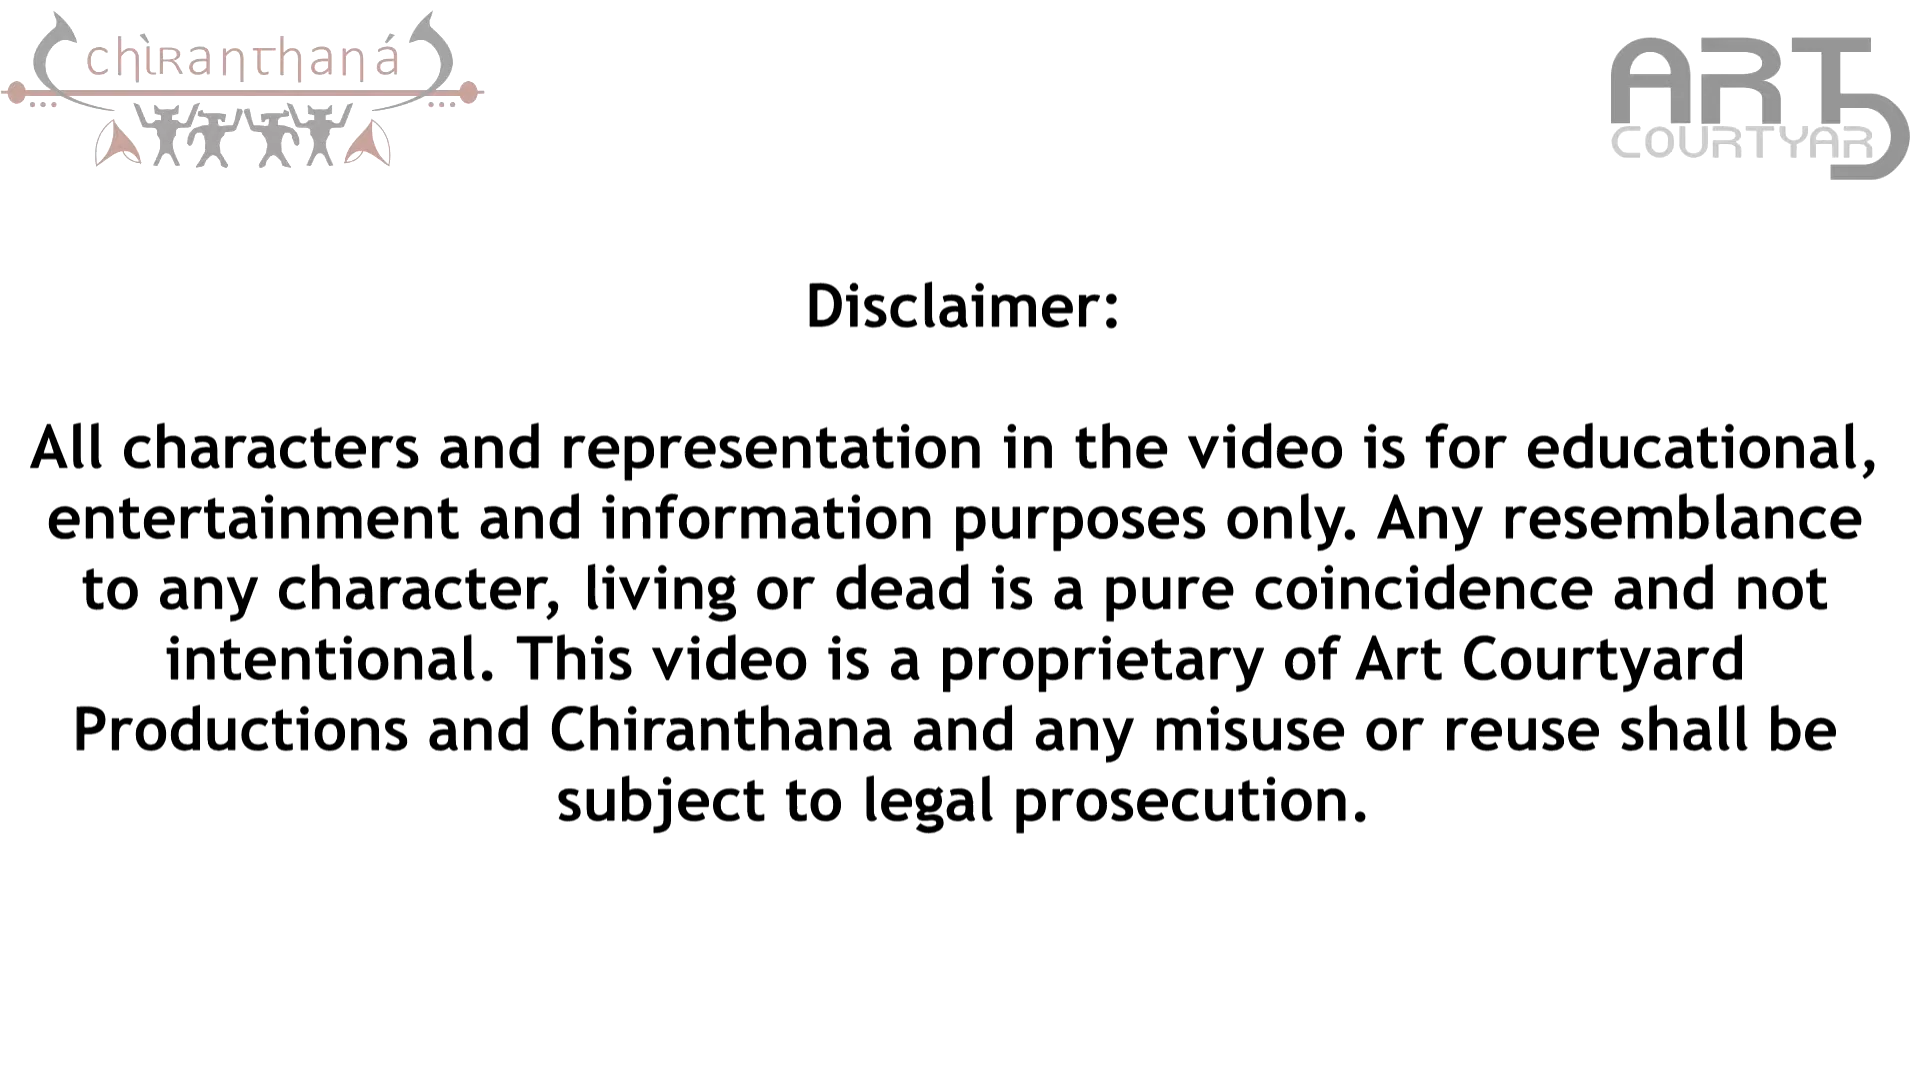 chìRanthaná
ART
COURTYARD
Disclaimer:
All characters and representation in the video is for educational,
entertainment and information purposes only. Any resemblance
to any character, living or dead is a pure coincidence and not
intentional. This video is a proprietary of Art Courtyard
Productions and Chiranthana and any misuse or reuse shall be
subject to legal prosecution.